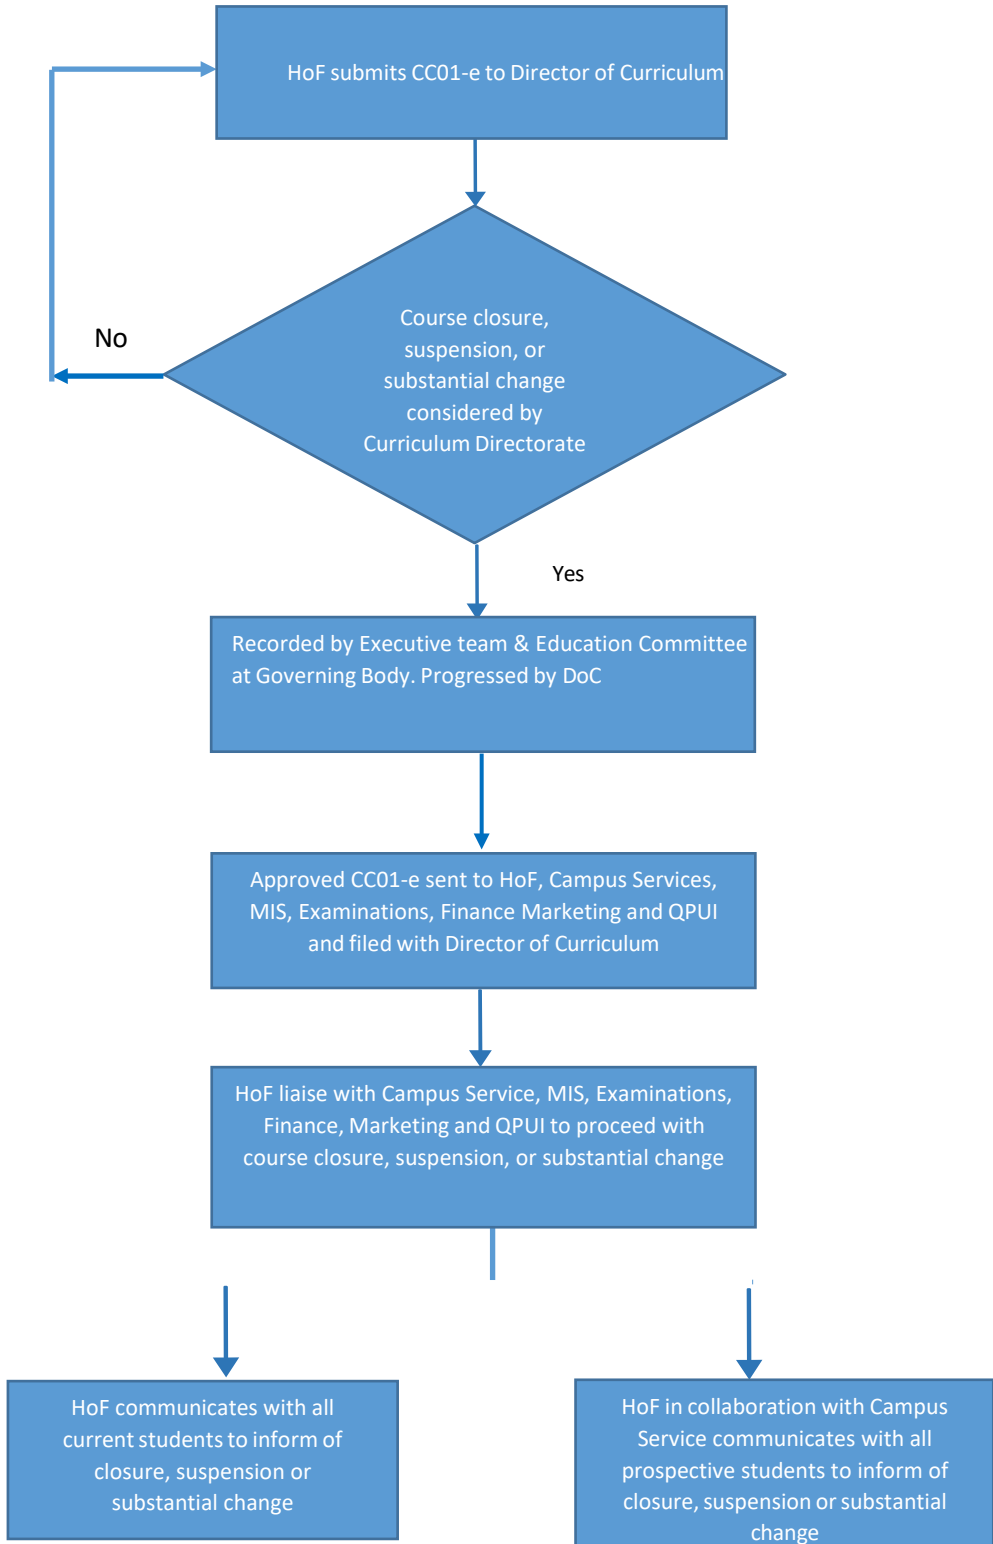 HoF submits CC01-e to Director of Curriculum
Course closure,
suspension, or
substantial change
considered by
Curriculum Directorate
No
Yes
Recorded by Executive team & Education Committee
at Governing Body. Progressed by DoC
Approved CC01-e sent to HoF, Campus Services,
MIS, Examinations, Finance Marketing and QPUI
and filed with Director of Curriculum
HoF liaise with Campus Service, MIS, Examinations,
Finance, Marketing and QPUI to proceed with
course closure, suspension, or substantial change
HoF communicates with all
current students to inform of
closure, suspension or
substantial change
HoF in collaboration with Campus
Service communicates with all
prospective students to inform of
closure, suspension or substantial
change